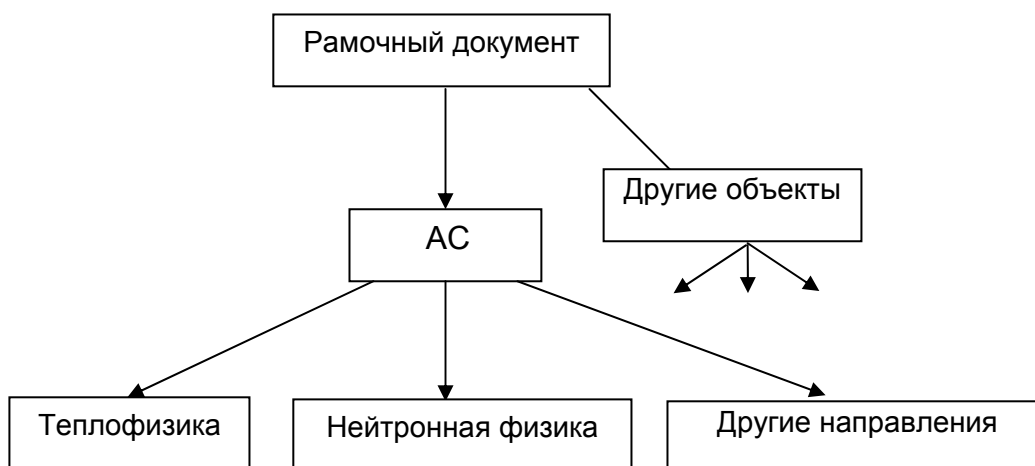 Рамочный документ
Другие объекты
АС
Теплофизика
Нейтронная физика
Другие направления